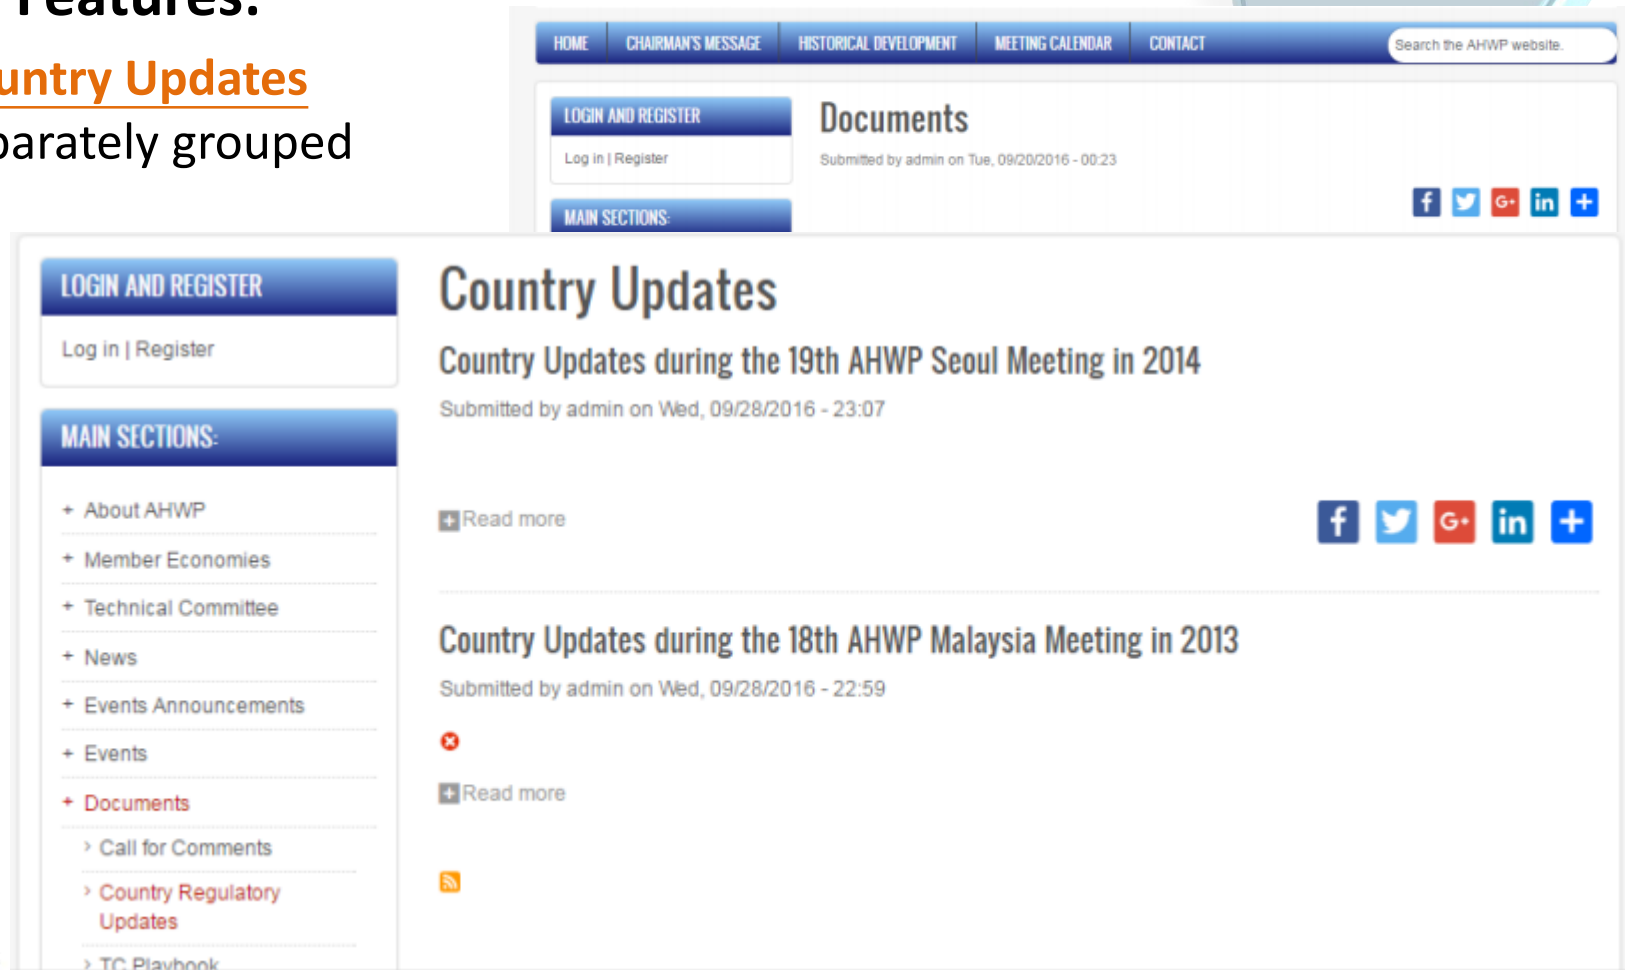 Features:
untry Updates
parately grouped
HOME CHAIRMAN'S MESSAGE HISTORICAL DEVELOPMENT MEETING CALENDAR CONTACT Search the AHWP website.
LOGIN AND REGISTER
Log in | Register
MAIN SECTIONS:
Documents
Submitted by admin on Tue, 09/20/2016 - 00:23
LOGIN AND REGISTER
Log in | Register
MAIN SECTIONS:
+ About AHWP
+ Member Economies
+ Technical Committee
+ News
+ Events Announcements
+ Events
+ Documents
> Call for Comments
> Country Regulatory
Updates
> TC Playbook
Country Updates
Country Updates during the 19th AHWP Seoul Meeting in 2014
Submitted by admin on Wed, 09/28/2016 - 23:07
Read more
Country Updates during the 18th AHWP Malaysia Meeting in 2013
Submitted by admin on Wed, 09/28/2016 - 22:59
Read more